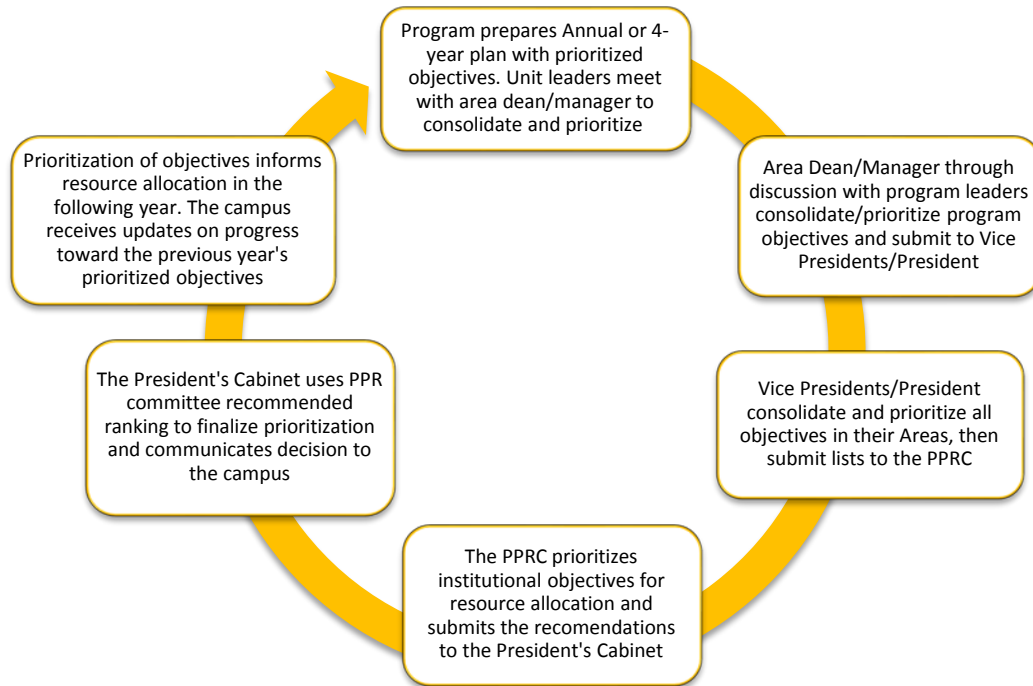 Program prepares Annual or 4-
year plan with prioritized
objectives. Unit leaders meet
with area dean/manager to
consolidate and prioritize
Area Dean/Manager through
discussion with program leaders
consolidate/prioritize program
objectives and submit to Vice
Presidents/President
Vice Presidents/President
consolidate and prioritize all
objectives in their Areas, then
submit lists to the PPRC
The PPRC prioritizes
institutional objectives for
resource allocation and
submits the recomendations
to the President's Cabinet
The President's Cabinet uses PPR
committee recommended
ranking to finalize prioritization
and communicates decision to
the campus
Prioritization of objectives informs
resource allocation in the
following year. The campus
receives updates on progress
toward the previous year's
prioritized objectives